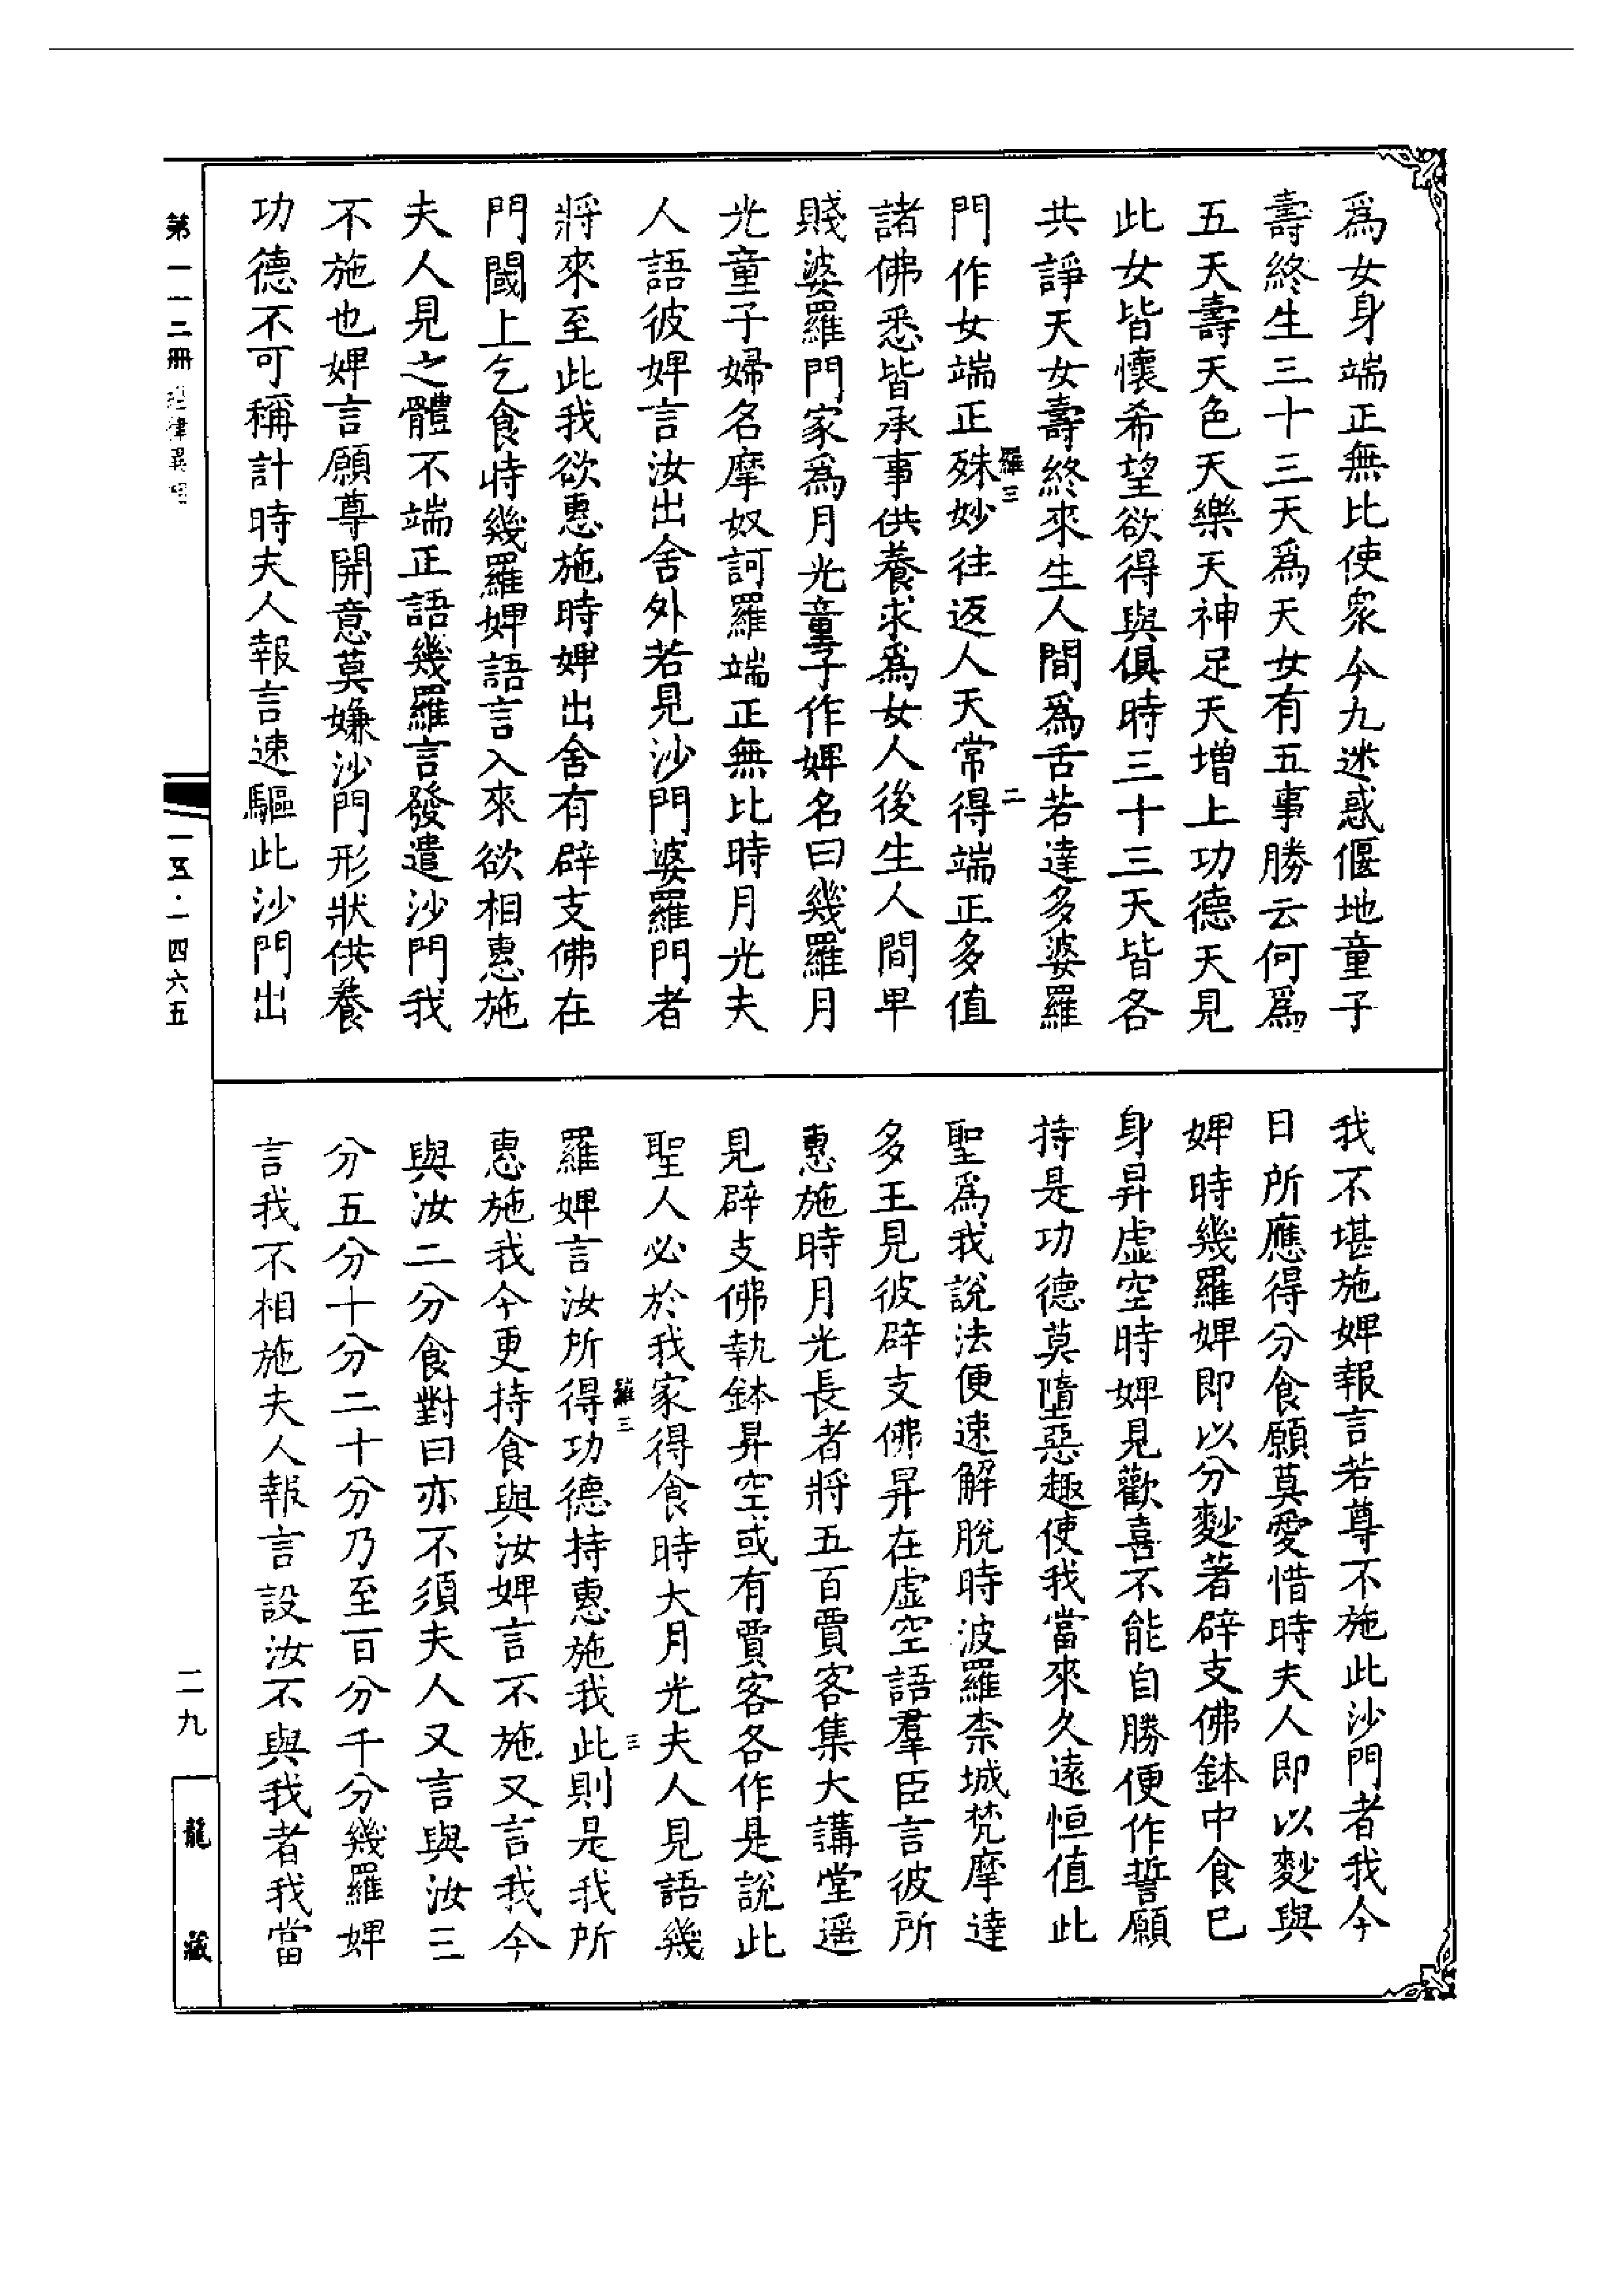 爲女身端正無比使衆今九迷惑偃地童子
壽終生三十三天爲天女有五事勝云何爲
五天壽天色天樂天神足天增上功德天見
此女皆懷希望欲得與俱時三十三天皆各
共諍天女壽終來生人間爲舌若達多婆羅
羅三
二
門作女端正殊妙往返人天常得端正多值
諸佛悉皆承事供養求爲女人後生人間早
賤婆羅門家爲月光童子作婢名曰幾羅月
光童子婦名摩奴訶羅端正無比時月光夫
人語彼婢言汝出舍外若見沙門婆羅門者
將來至此我欲惠施時婢出舍有辟支佛在
門閾上乞食時幾羅婢語言入來欲相惠施
夫人見之體不端正語幾羅言發遣沙門我
不施也婢言願尊開意莫嫌沙門形狀供養
功德不可稱計時夫人報言速驅此沙門出
我不堪施婢報言若尊不施此沙門者我今
日所應得分食願莫愛惜時夫人即以麨與
婢時幾羅婢即以分麨著辟支佛鉢中食已
身昇虛空時婢見歡喜不能自勝便作誓願
持是功德莫墮惡趣使我當來久遠恒值此
聖爲我說法便速解脫時波羅柰城梵摩達
多王見彼辟支佛昇在虛空語羣臣言彼所
惠施時月光長者將五百賈客集大講堂遥
見辟支佛執鉢昇空或有賈客各作是說此
聖人必於我家得食時大月光夫人見語幾
羅三
三
羅婢言汝所得功德持惠施我此則是我所
惠施我今更持食與汝婢言不施又言我今
與汝二分食對曰亦不須夫人又言與汝三
分五分十分二十分乃至百分千分幾羅婢
言我不相施夫人報言設汝不與我者我當
第一一二册
經律異相
一五·一四六五
二九
龍藏